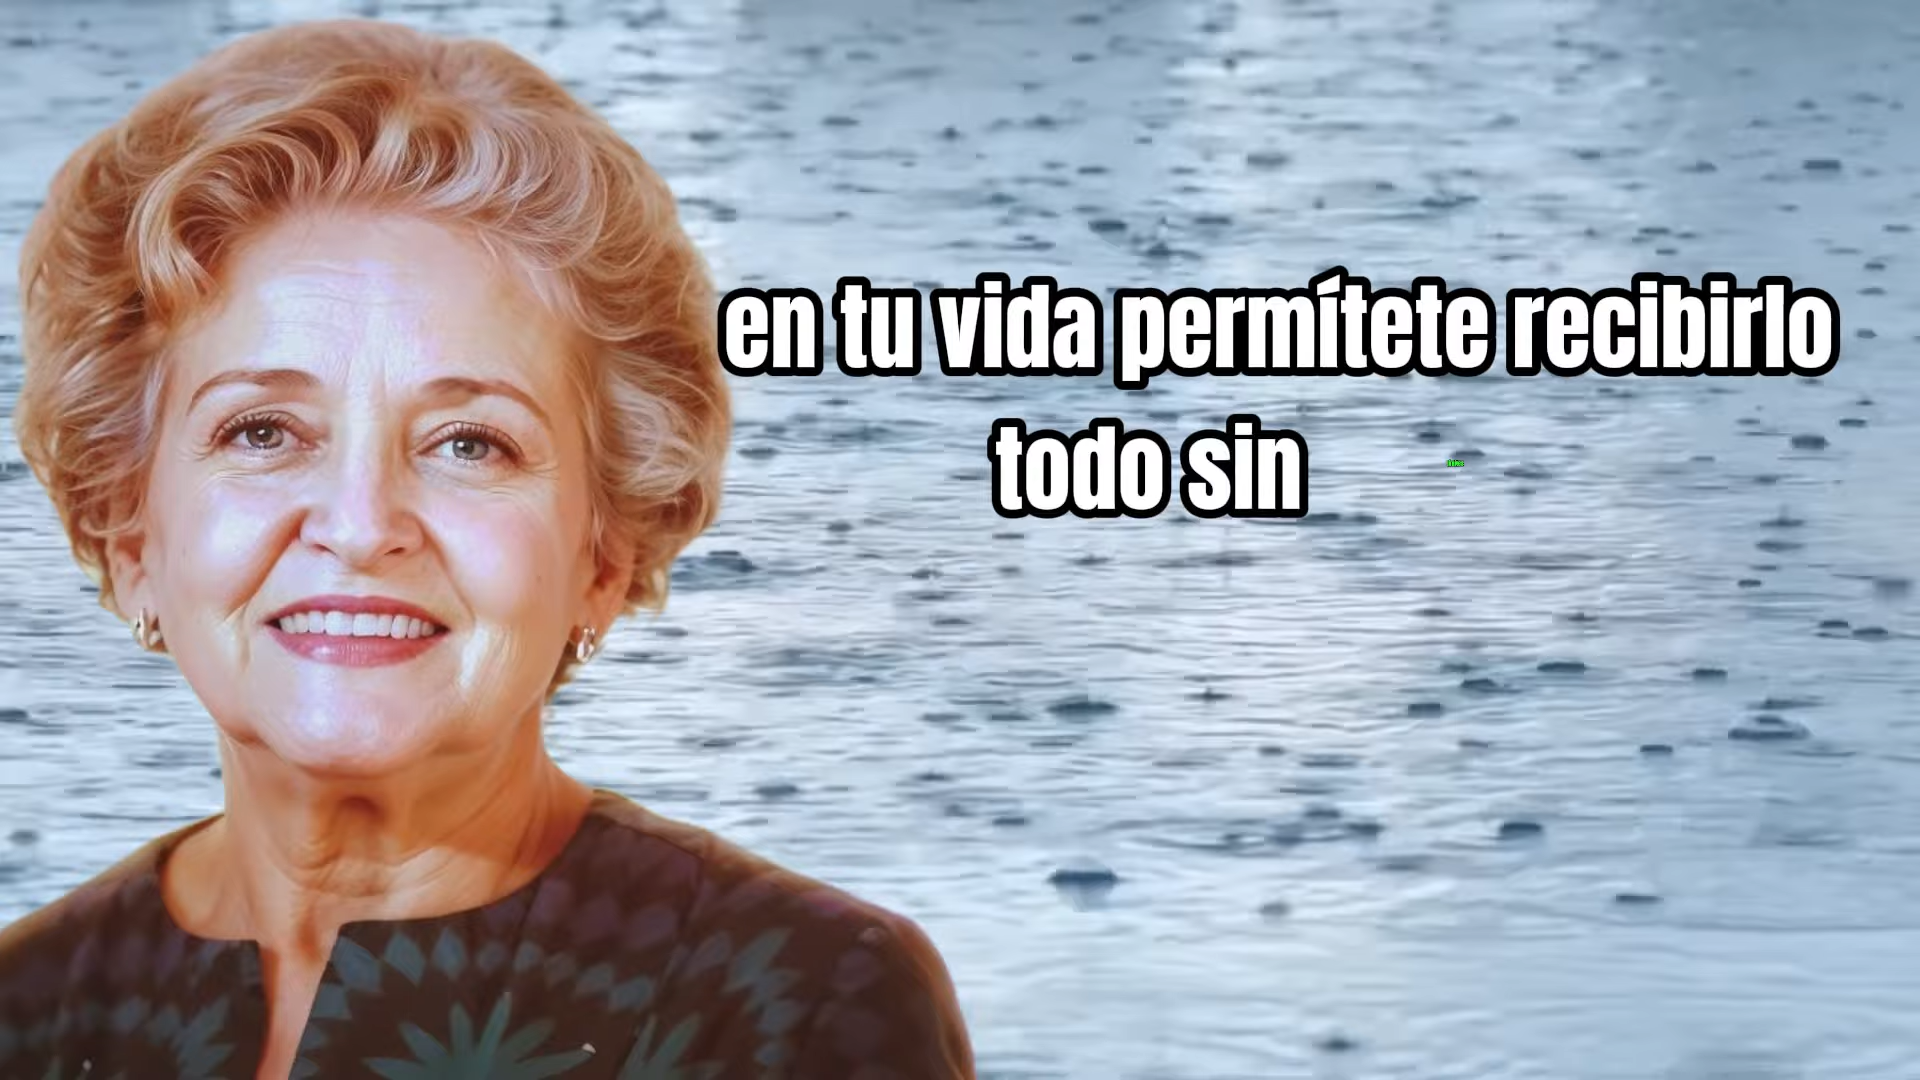 en tu vida permítete recibirlo
todo sin